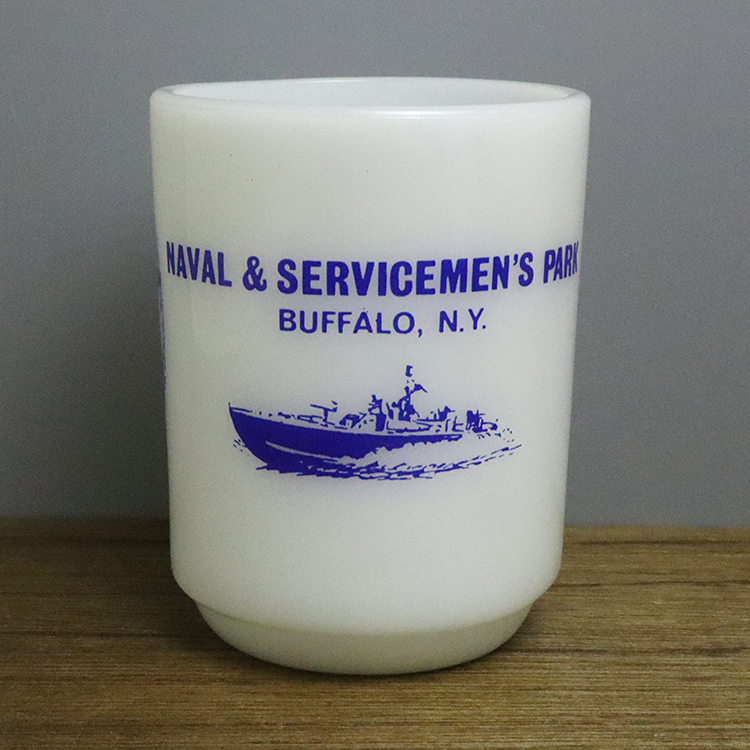 NAVAL & SERVICEMEN'S PARK
BUFFALO, N.Y.